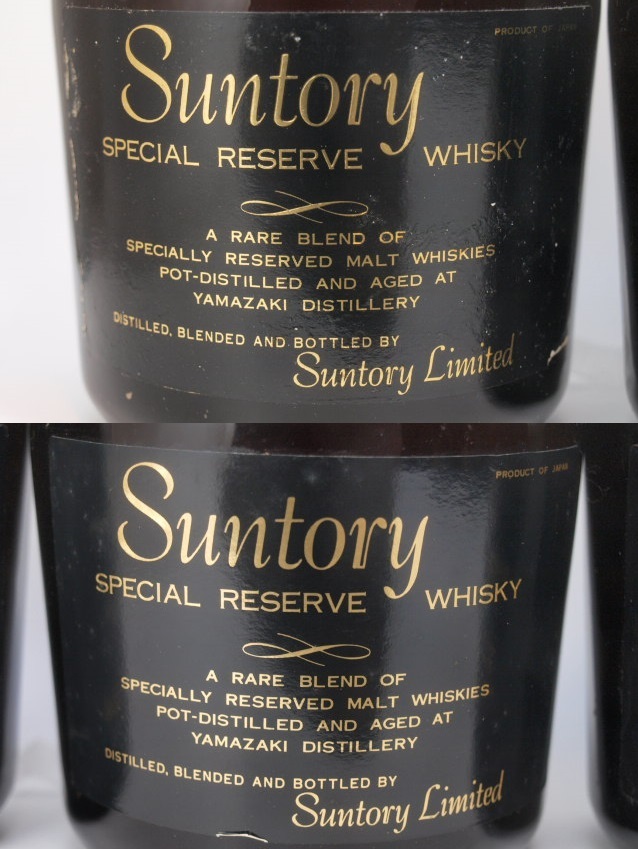 PRODUCT OF JAPAN
Suntory
SPECIAL RESERVE WHISKY
A RARE BLEND OF
SPECIALLY RESERVED MALT WHISKIES
POT-DISTILLED AND AGED AT
YAMAZAKI DISTILLERY
DISTILLED, BLENDED AND BOTTLED BY
Suntory Limited
PRODUCT OF JAPAN
Suntory
SPECIAL RESERVE WHISKY
A RARE BLEND OF
SPECIALLY RESERVED MALT WHISKIES
POT-DISTILLED AND AGED AT
YAMAZAKI DISTILLERY
DISTILLED, BLENDED AND BOTTLED BY
Suntory Limited